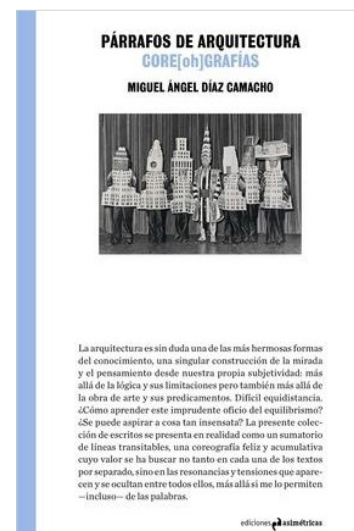 PÁRRAFOS DE ARQUITECTURA
CORE[oh]GRAFÍAS
MIGUEL ÁNGEL DÍAZ CAMACHO
La arquitectura es sin duda una de las más hermosas formas
del conocimiento, una singular construcción de la mirada
y el pensamiento desde nuestra propia subjetividad: más
allá de la lógica y sus limitaciones pero también más allá de
la obra de arte y sus predicamentos. Difícil equidistancia.
¿Cómo aprender este imprudente oficio del equilibrismo?
¿Se puede aspirar a cosa tan insensata? La presente colec-
ción de escritos se presenta en realidad como un sumatorio
de líneas transitables, una coreografía feliz y acumulativa
cuyo valor se ha buscar no tanto en cada uno de los textos
por separado, sino en las resonancias y tensiones que apare-
cen y se ocultan entre todos ellos, más allá si me lo permiten
—incluso— de las palabras.
ediciones asimétricas